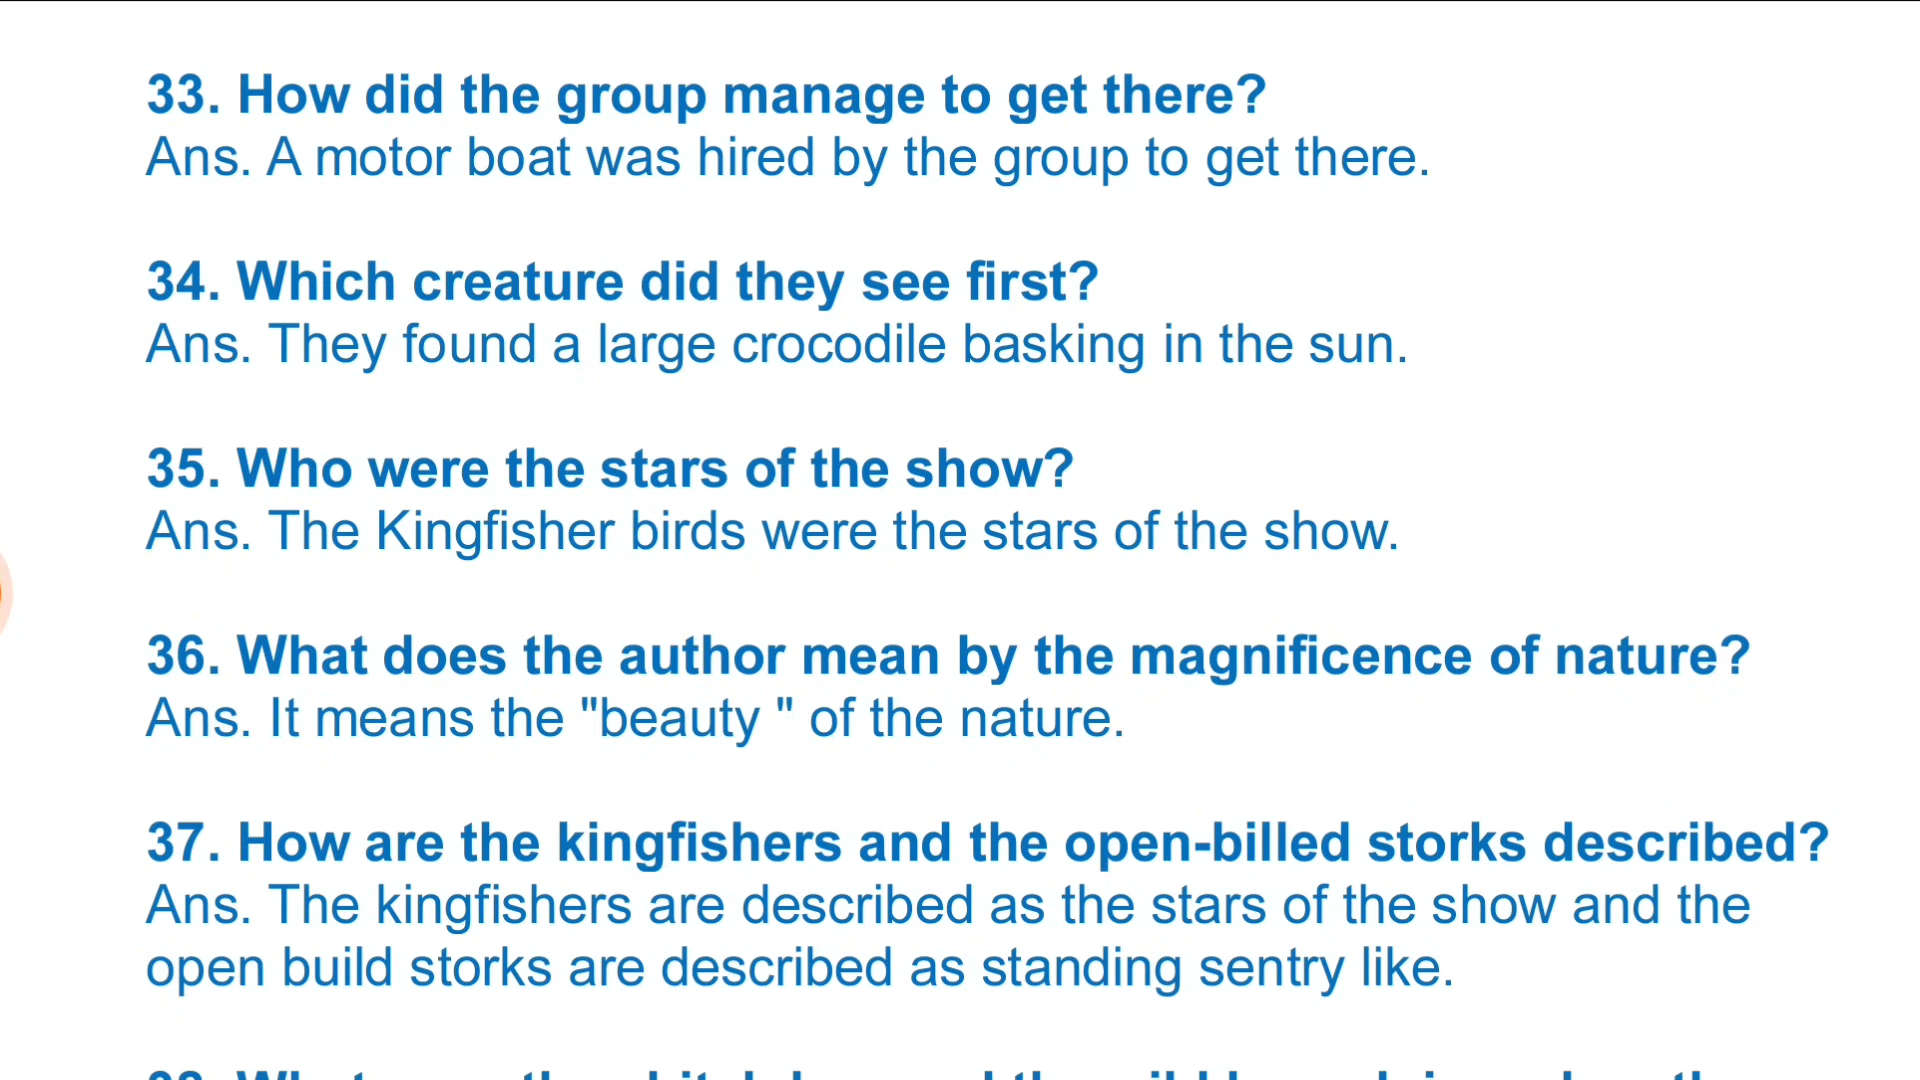 33. How did the group manage to get there?
Ans. A motor boat was hired by the group to get there.
34. Which creature did they see first?
Ans. They found a large crocodile basking in the sun.
35. Who were the stars of the show?
Ans. The Kingfisher birds were the stars of the show.
36. What does the author mean by the magnificence of nature?
Ans. It means the "beauty " of the nature.
37. How are the kingfishers and the open-billed storks described?
Ans. The kingfishers are described as the stars of the show and the
open build storks are described as standing sentry like.